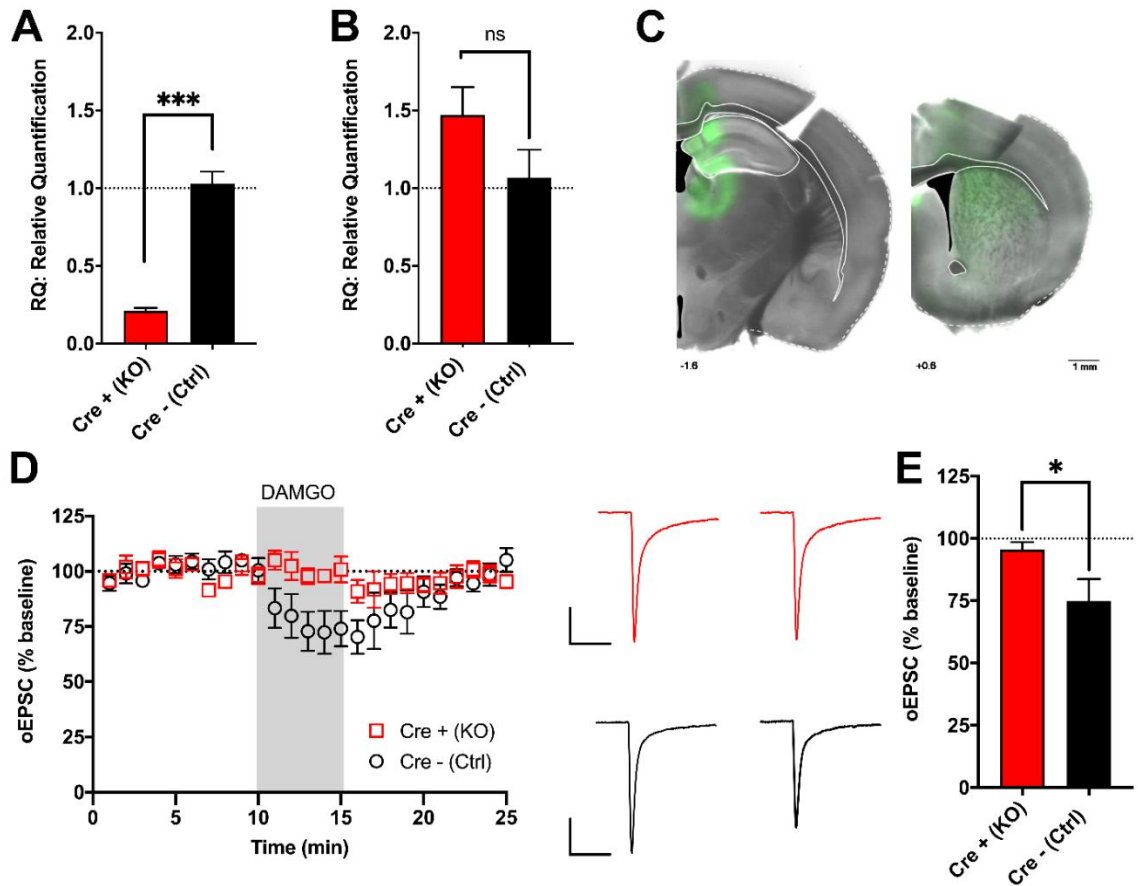 A
2.0
1.5
1.0
0.5
0.0
RQ: Relative Quantification
***
Cre + (KO)
Cre - (Ctrl)
B
2.0
1.5
1.0
0.5
0.0
RQ: Relative Quantification
ns
Cre + (KO)
Cre - (Ctrl)
C
-1.6
+0.6
1 mm
D
DAMGO
125
100
75
50
25
0
oEPSC (% baseline)
Cre + (KO)
Cre - (Ctrl)
0
5
10
15
20
25
Time (min)
E
*
125
100
75
50
25
0
oEPSC (% baseline)
Cre + (KO)
Cre - (Ctrl)